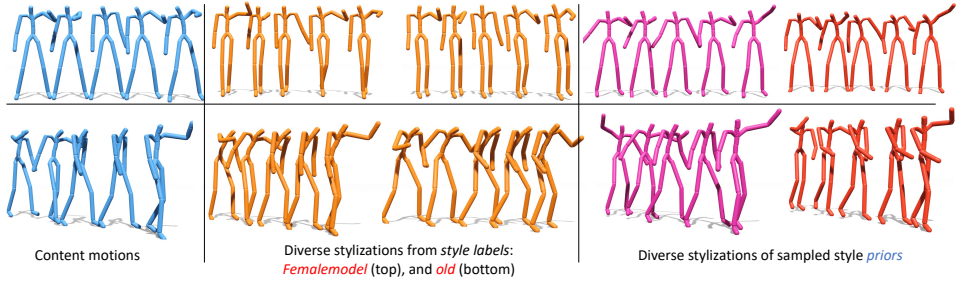 Content motions
Diverse stylizations from style labels:
Femalemodel (top), and old (bottom)
Diverse stylizations of sampled style priors